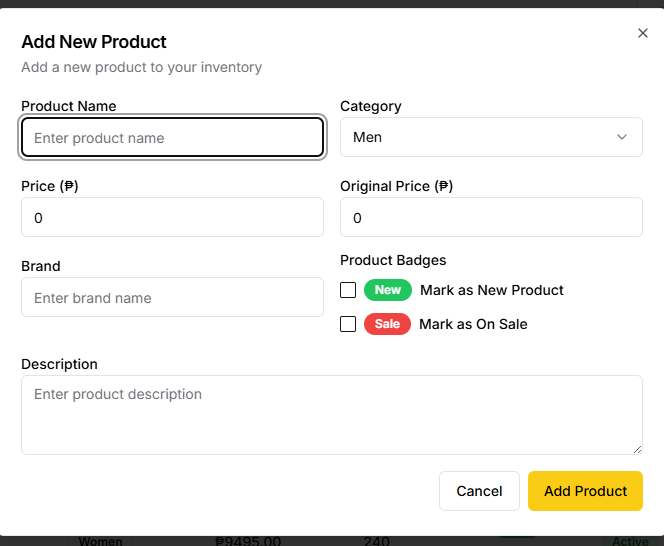 Add New Product
Add a new product to your inventory
Product Name
Category
Enter product name
Men
Price (₱)
Original Price (₱)
0
0
Brand
Product Badges
Enter brand name
New Mark as New Product
Sale Mark as On Sale
Description
Enter product description
Cancel
Add Product
Women ₱9495.00 240 Active